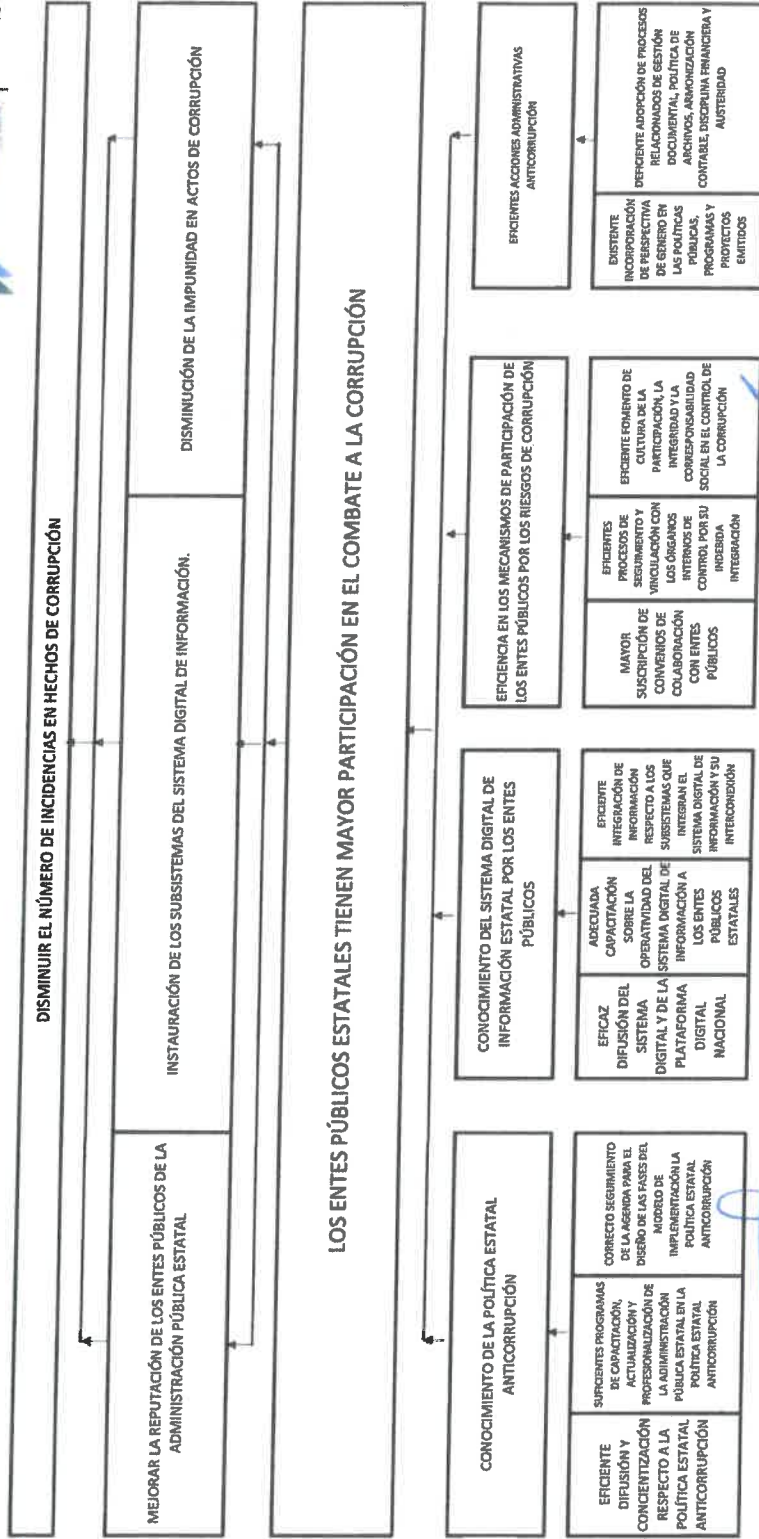 DISMINUIR EL NÚMERO DE INCIDENCIAS EN HECHOS DE CORRUPCIÓN
MEJORAR LA REPUTACIÓN DE LOS ENTES PÚBLICOS DE LA
ADMINISTRACIÓN PÚBLICA ESTATAL
INSTAURACIÓN DE LOS SUBSISTEMAS DEL SISTEMA DIGITAL DE INFORMACIÓN.
DISMINUCIÓN DE LA IMPUNIDAD EN ACTOS DE CORRUPCIÓN
LOS ENTES PÚBLICOS ESTATALES TIENEN MAYOR PARTICIPACIÓN EN EL COMBATE A LA CORRUPCIÓN
CONOCIMIENTO DE LA POLÍTICA ESTATAL
ANTICORRUPCIÓN
CONOCIMIENTO DEL SISTEMA DIGITAL DE
INFORMACIÓN ESTATAL POR LOS ENTES
PÚBLICOS
EFICIENCIA EN LOS MECANISMOS DE PARTICIPACIÓN DE
LOS ENTES PÚBLICOS POR LOS RIESGOS DE CORRUPCIÓN
EFICIENTES ACCIONES ADMINISTRATIVAS
ANTICORRUPCIÓN
EFICIENTE
DIFUSIÓN Y
CONCIENTIZACIÓN
RESPECTO A LA
POLÍTICA ESTATAL
ANTICORRUPCIÓN
SUFICIENTES PROGRAMAS
DE CAPACITACIÓN,
ACTUALIZACIÓN Y
PROFESIONALIZACIÓN DE
LA ADIMINISTRACIÓN
PÚBLICA ESTATAL EN LA
POLÍTICA ESTATAL
ANTICORRUPCIÓN
CORRECTO SEGUIMIENTO
DE LA AGENDA PARA EL
DISEÑO DE LAS FASES DEL
MODELO DE
IMPLEMENTACIÓN LA
POLÍTICA ESTATAL
ANTICORRUPCIÓN
EFICAZ
DIFUSIÓN DEL
SISTEMA
DIGITAL Y DE LA
PLATAFORMA
DIGITAL
NACIONAL
ADECUADA
CAPACITACIÓN
SOBRE LA
OPERATIVIDAD DEL
SISTEMA DIGITAL DE
INFORMACIÓN A
LOS ENTES
PÚBLICOS
ESTATALES
EFICIENTE
INTEGRACIÓN DE
INFORMACIÓN
RESPECTO A LOS
SUBSISTEMAS QUE
INTEGRAN EL
SISTEMA DIGITAL DE
INFORMACIÓN Y SU
INTERCONEXIÓN
MAYOR
SUSCRIPCIÓN DE
CONVENIOS DE
COLABORACIÓN
CON ENTES
PÚBLICOS
EFICIENTES
PROCESOS DE
SEGUIMIENTO Y
VINCULACIÓN CON
LOS ÓRGANOS
INTERNOS DE
CONTROL POR SU
INDEBIDA
INTEGRACIÓN
EFICIENTE FOMENTO DE
CULTURA DE LA
PARTICIPACIÓN, LA
INTEGRIDAD Y LA
CORRESPONSABILIDAD
SOCIAL EN EL CONTROL DE
LA CORRUPCIÓN
EXISTENTE
INCORPORACIÓN
DE PERSPECTIVA
DE GENERO EN
LAS POLÍTICAS
PÚBLICAS,
PROGRAMAS Y
PROYECTOS
EMITIDOS
DEFICIENTE ADOPCIÓN DE PROCESOS
RELACIONADOS DE GESTIÓN
DOCUMENTAL, POLÍTICA DE
ARCHIVOS, ARMONIZACIÓN
CONTABLE, DISCIPLINA FINANCIERA Y
AUSTERIDAD